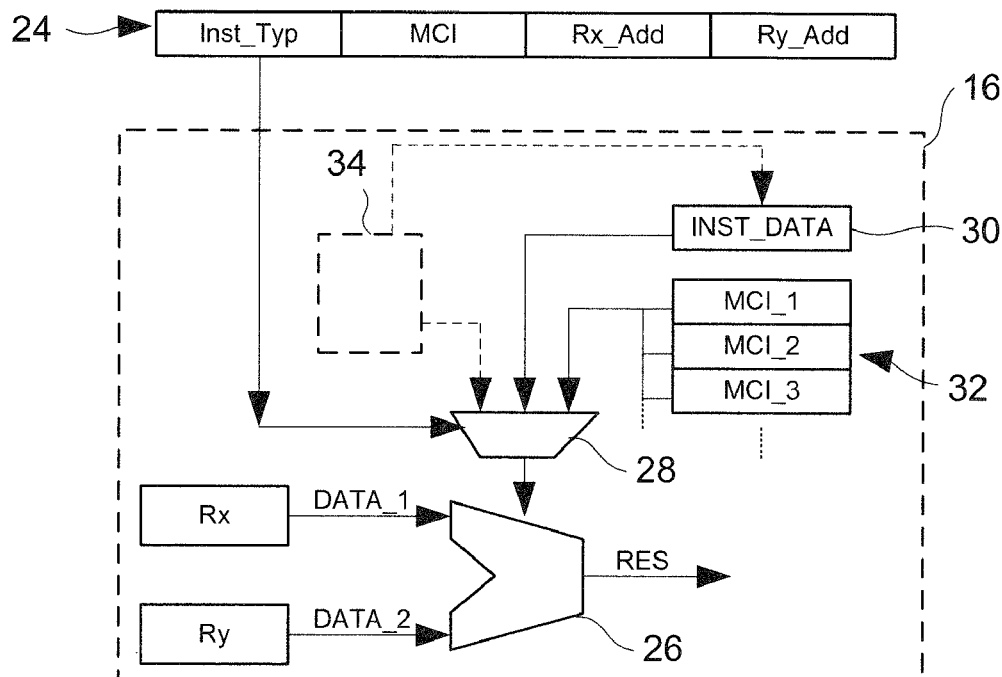 24
Inst_Typ MCI Rx_Add Ry_Add
16
34
INST_DATA 30
MCI_1
MCI_2
32
MCI_3
28
Rx DATA_1
RES
Ry DATA_2
26